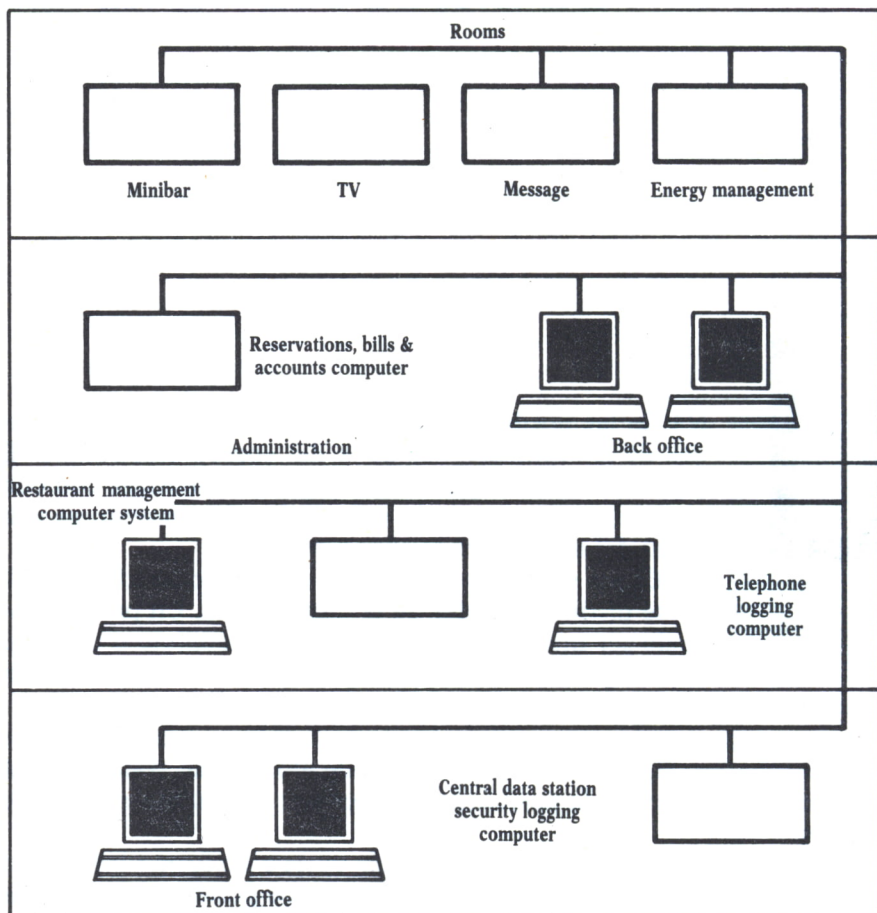 Rooms
Minibar
TV
Message
Energy management
Reservations, bills &
accounts computer
Administration
Back office
Restaurant management
computer system
Telephone
logging
computer
Central data station
security logging
computer
Front office